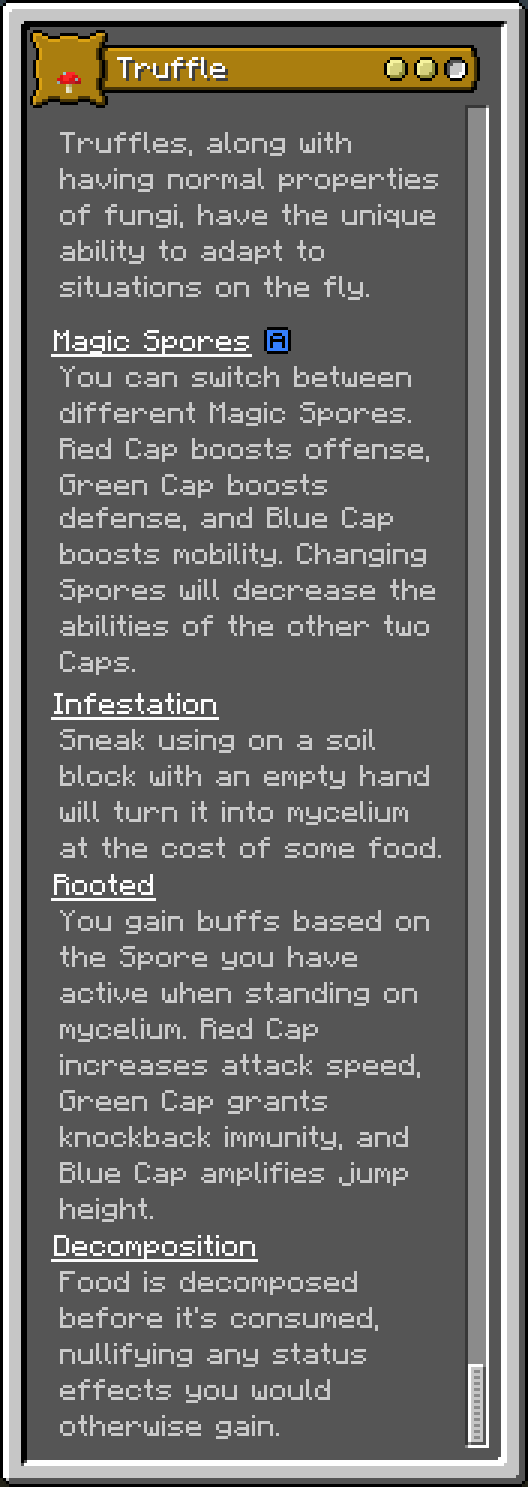 Truffle
Truffles, along with
having normal properties
of fungi, have the unique
ability to adapt to
situations on the fly.
Magic Spores A
You can switch between
different Magic Spores.
Red Cap boosts offense,
Green Cap boosts
defense, and Blue Cap
boosts mobility. Changing
Spores will decrease the
abilities of the other two
Caps.
Infestation
Sneak using on a soil
block with an empty hand
will turn it into mycelium
at the cost of some food.
Rooted
You gain buffs based on
the Spore you have
active when standing on
mycelium. Red Cap
increases attack speed,
Green Cap grants
knockback immunity, and
Blue Cap amplifies jump
height.
Decomposition
Food is decomposed
before it's consumed,
nullifying any status
effects you would
otherwise gain.